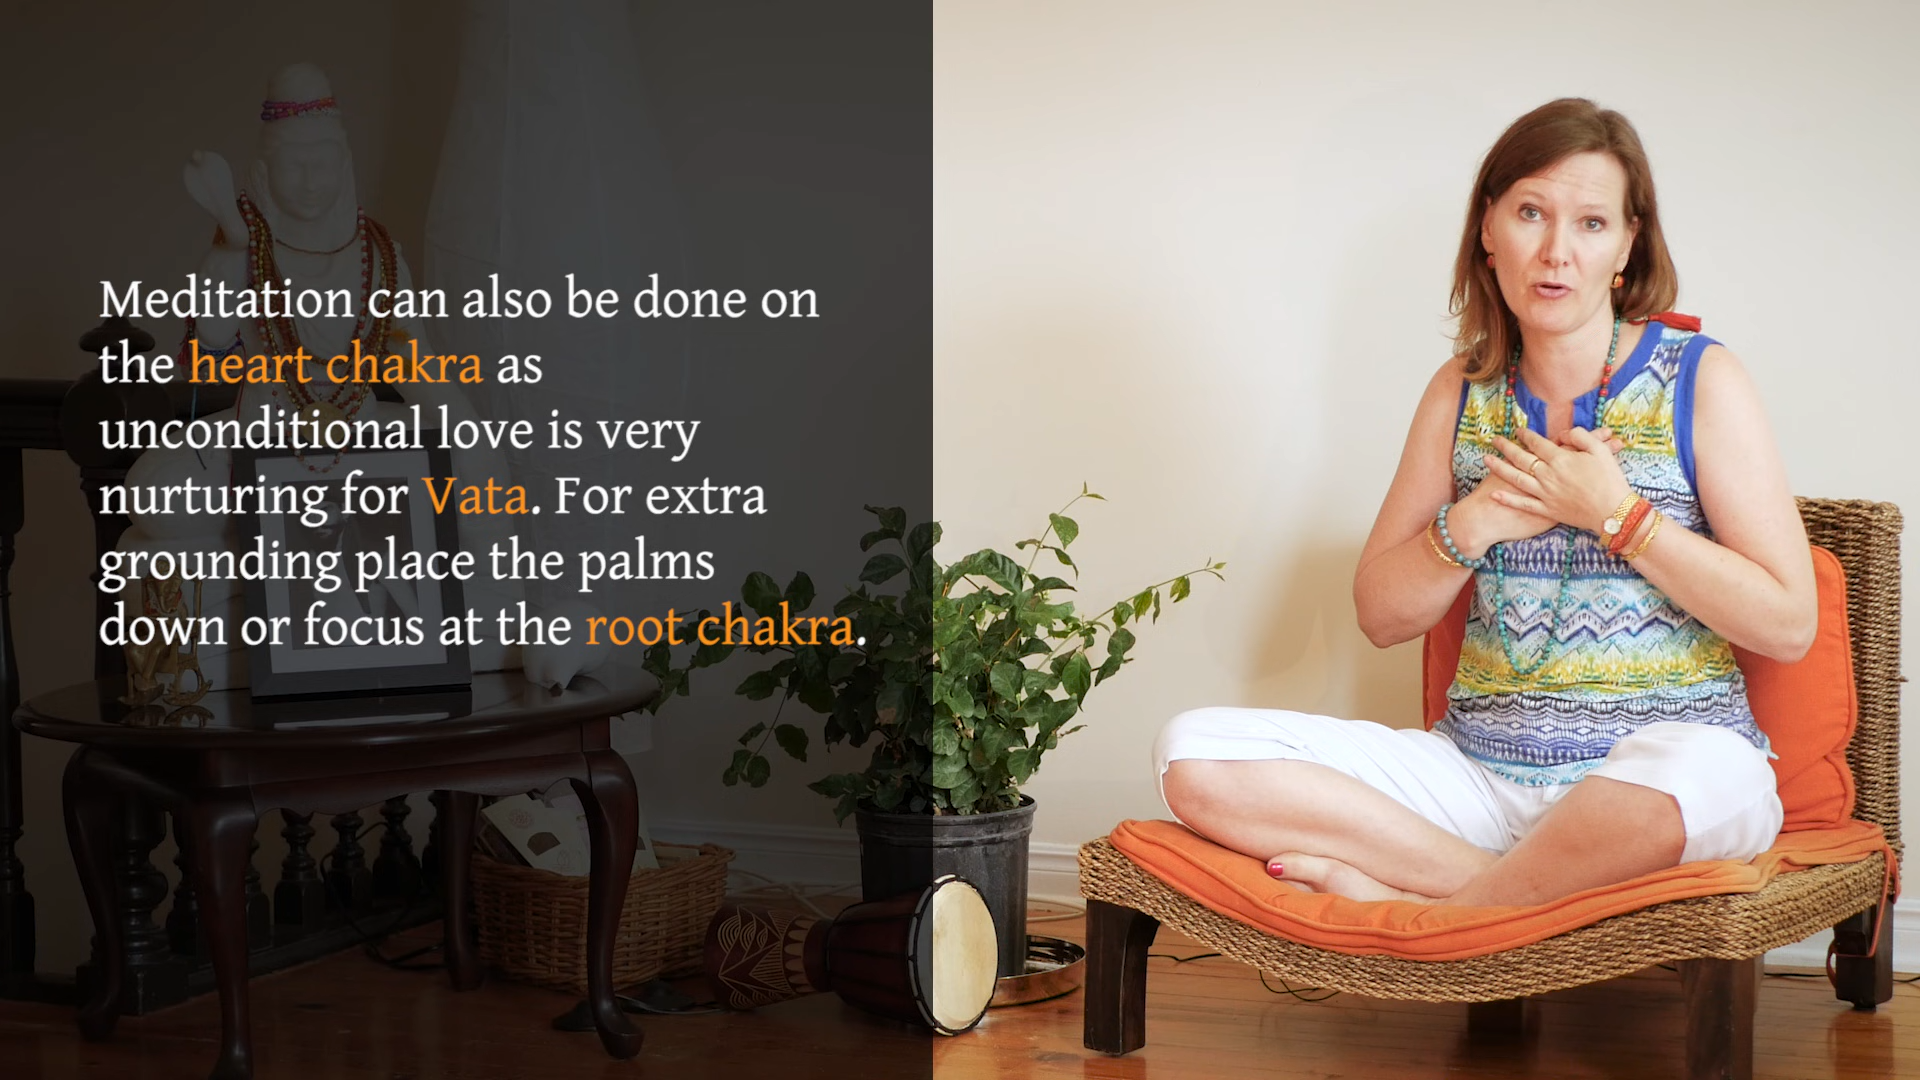 Meditation can also be done on
the heart chakra as
unconditional love is very
nurturing for Vata. For extra
grounding place the palms
down or focus at the root chakra.